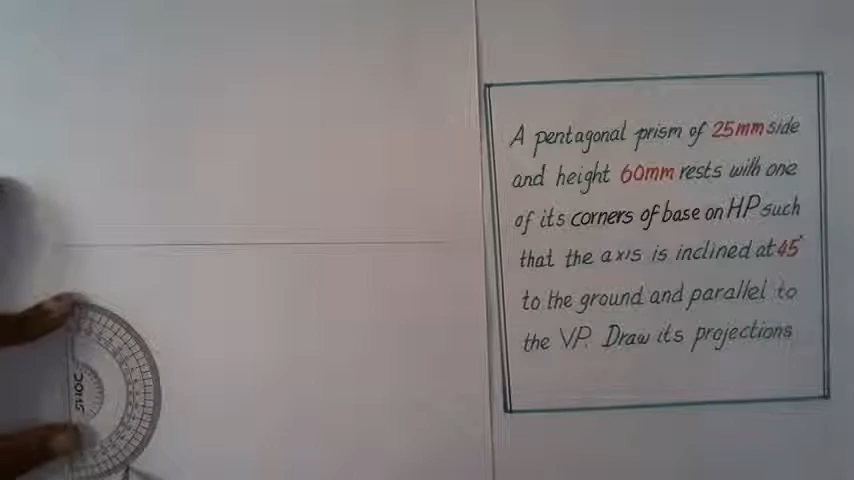 A pentagonal prism of 25mm side
and height 60mm rests with one
of its corners of base on HP such
that the axis is inclined at 45°
to the ground and parallel to
the VP. Draw its projections